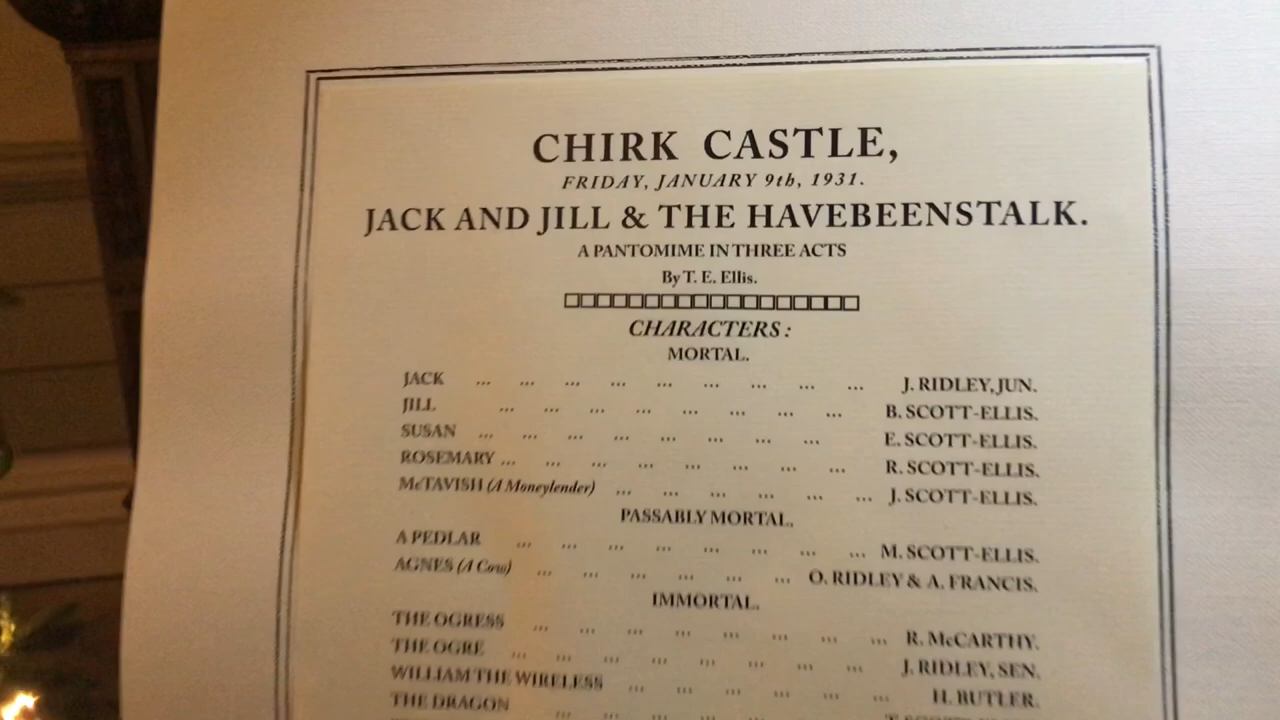 CHIRK CASTLE,
FRIDAY, JANUARY 9th, 1931.
JACK AND JILL & THE HAVEBEENSTALK.
A PANTOMIME IN THREE ACTS
By T. E. Ellis.
CHARACTERS:
MORTAL.
JACK ... ... ... ... ... ... ... ... ... J. RIDLEY, JUN.
JILL ... ... ... ... ... ... ... ... B. SCOTT-ELLIS.
SUSAN ... ... ... ... ... ... ... ... E. SCOTT-ELLIS.
ROSEMARY ... ... ... ... ... ... ... ... R. SCOTT-ELLIS.
McTAVISH (A Moneylender) ... ... ... ... ... ... J. SCOTT-ELLIS.
PASSABLY MORTAL.
A PEDLAR ... ... ... ... ... ... ... ... M. SCOTT-ELLIS.
AGNES (A Cow) ... ... ... ... ... ... O. RIDLEY & A. FRANCIS.
IMMORTAL.
THE OGRESS ... ... ... ... ... ... ... ... R. McCARTHY.
THE OGRE ... ... ... ... ... ... ... ... J. RIDLEY, SEN.
WILLIAM THE WIRELESS ... ... ... ... ... ... H. BUTLER.
THE DRAGON ... ... ... ... ... ... ...